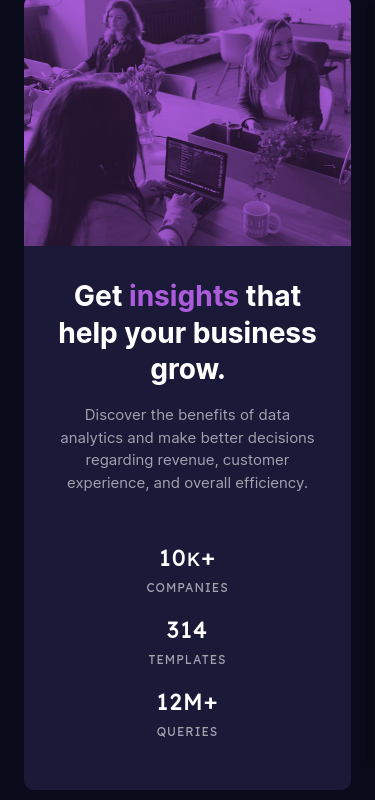 Get insights that
help your business
grow.
Discover the benefits of data
analytics and make better decisions
regarding revenue, customer
experience, and overall efficiency.
10K+
COMPANIES
314
TEMPLATES
12M+
QUERIES